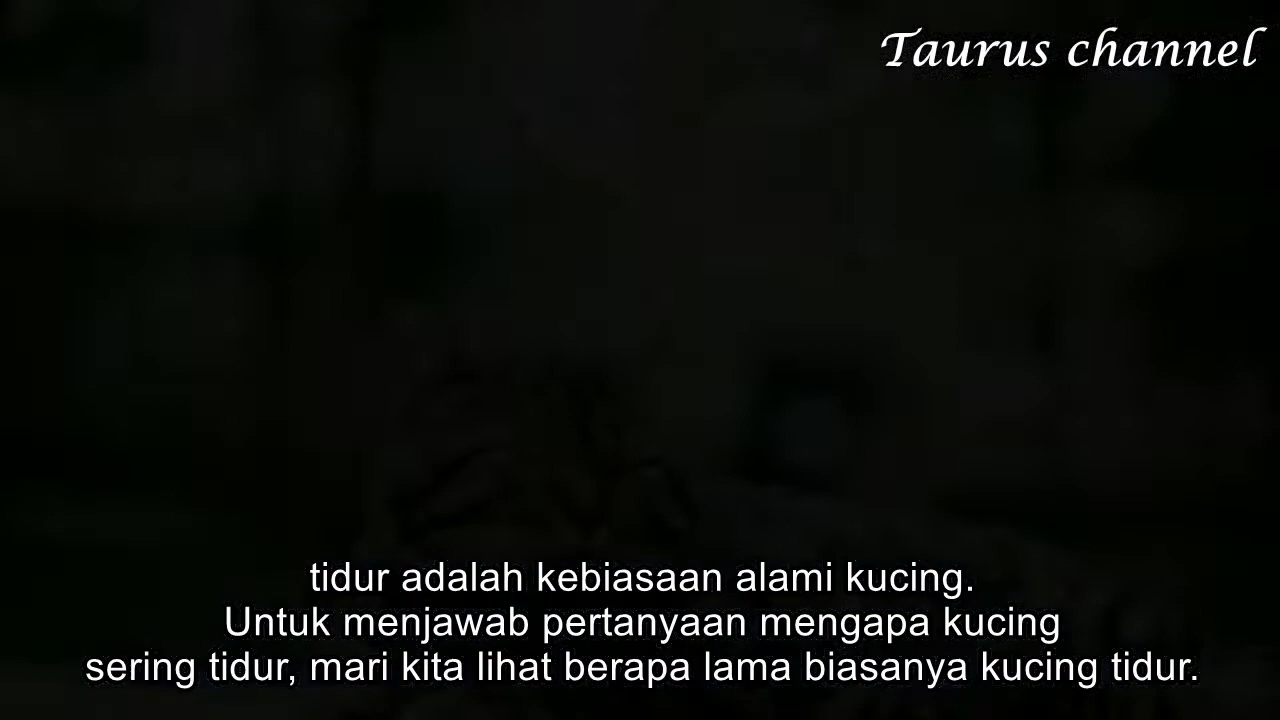 Taurus channel
tidur adalah kebiasaan alami kucing.
Untuk menjawab pertanyaan mengapa kucing
sering tidur, mari kita lihat berapa lama biasanya kucing tidur.